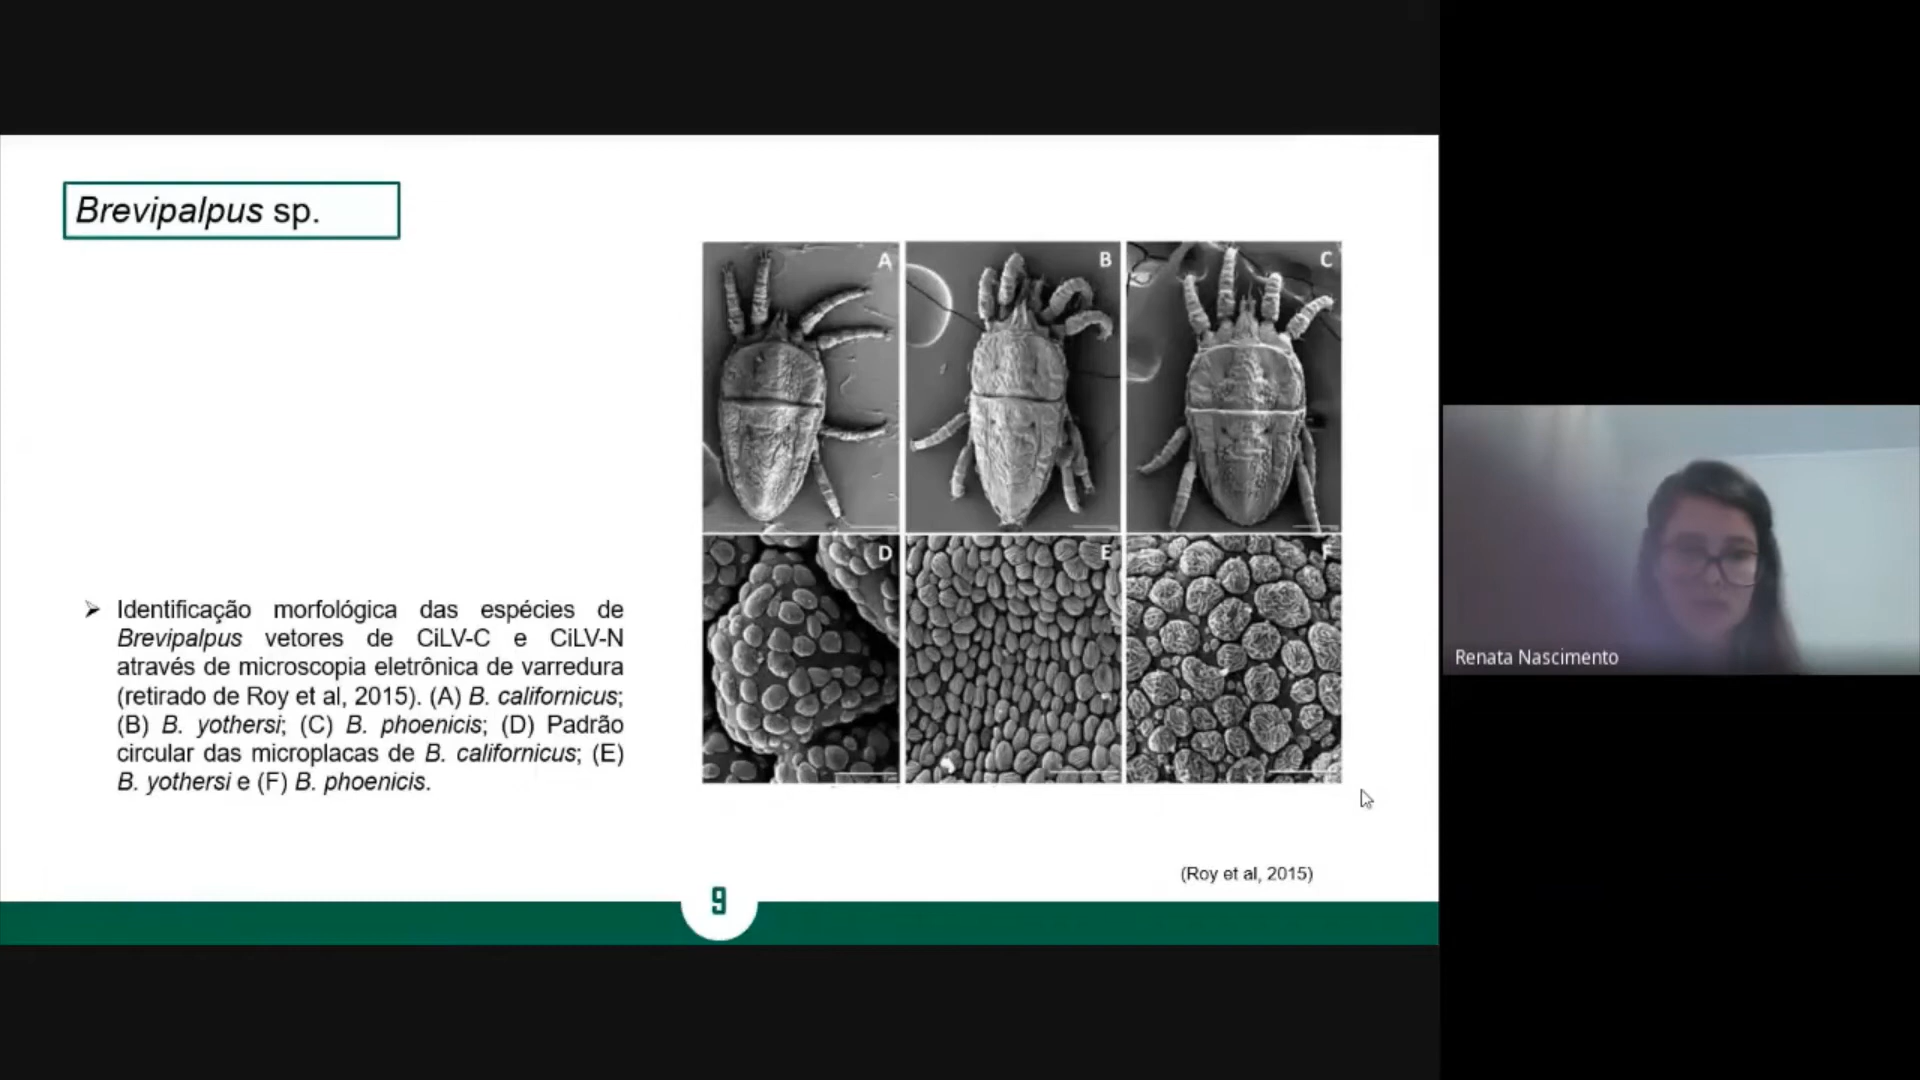 Brevipalpus sp.
A
B
C
D
E
F
➢ Identificação morfológica das espécies de
Brevipalpus vetores de CiLV-C e CiLV-N
através de microscopia eletrônica de varredura
(retirado de Roy et al, 2015). (A) B. californicus;
(B) B. yothersi; (C) B. phoenicis; (D) Padrão
circular das microplacas de B. californicus; (E)
B. yothersi e (F) B. phoenicis.
(Roy et al, 2015)
9
Renata Nascimento